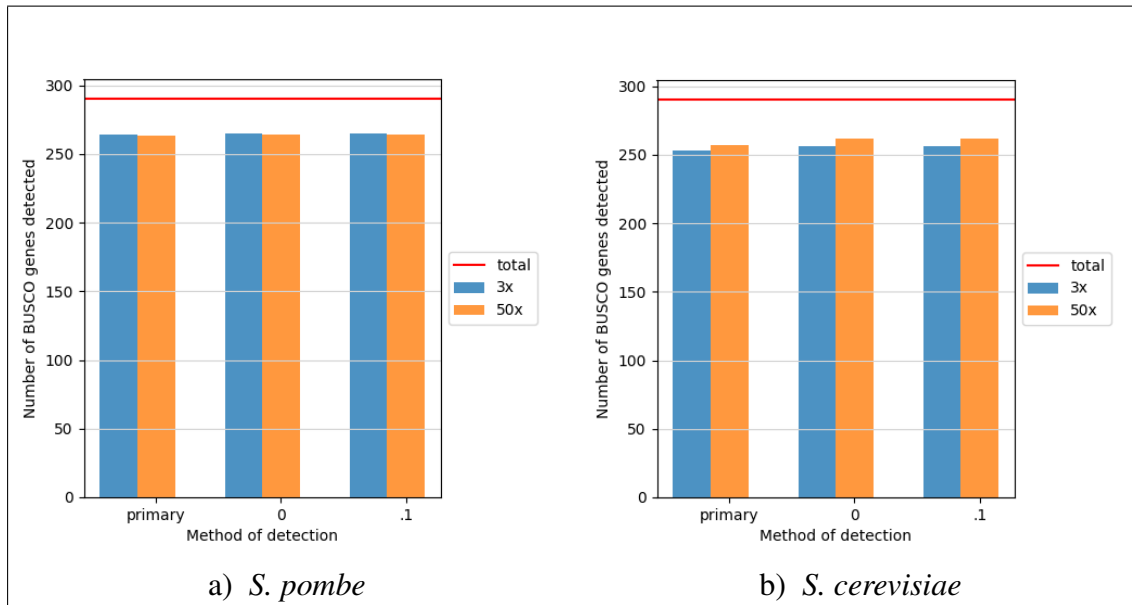 300
250
200
150
100
50
0
Number of BUSCO genes detected
primary 0 .1
Method of detection
total
3x
50x
a) S. pombe
300
250
200
150
100
50
0
Number of BUSCO genes detected
primary 0 .1
Method of detection
total
3x
50x
b) S. cerevisiae